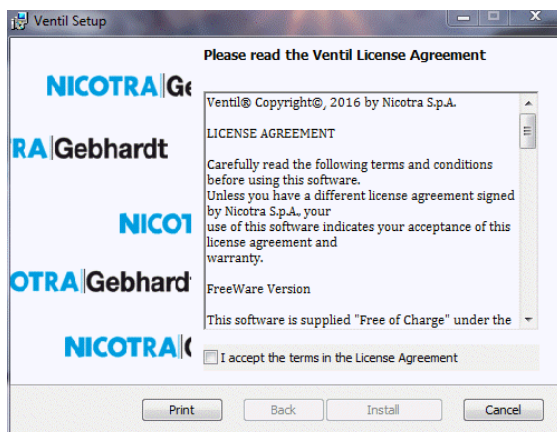 Ventil Setup
Please read the Ventil License Agreement
NICOTRA Ge
RA Gebhardt
NICOT
OTRA Gebhard
NICOTRA
Ventil® Copyright©, 2016 by Nicotra S.p.A.
LICENSE AGREEMENT
Carefully read the following terms and conditions
before using this software.
Unless you have a different license agreement signed
by Nicotra S.p.A., your
use of this software indicates your acceptance of this
license agreement and
warranty.
FreeWare Version
This software is supplied "Free of Charge" under the
I accept the terms in the License Agreement
Print
Back
Install
Cancel